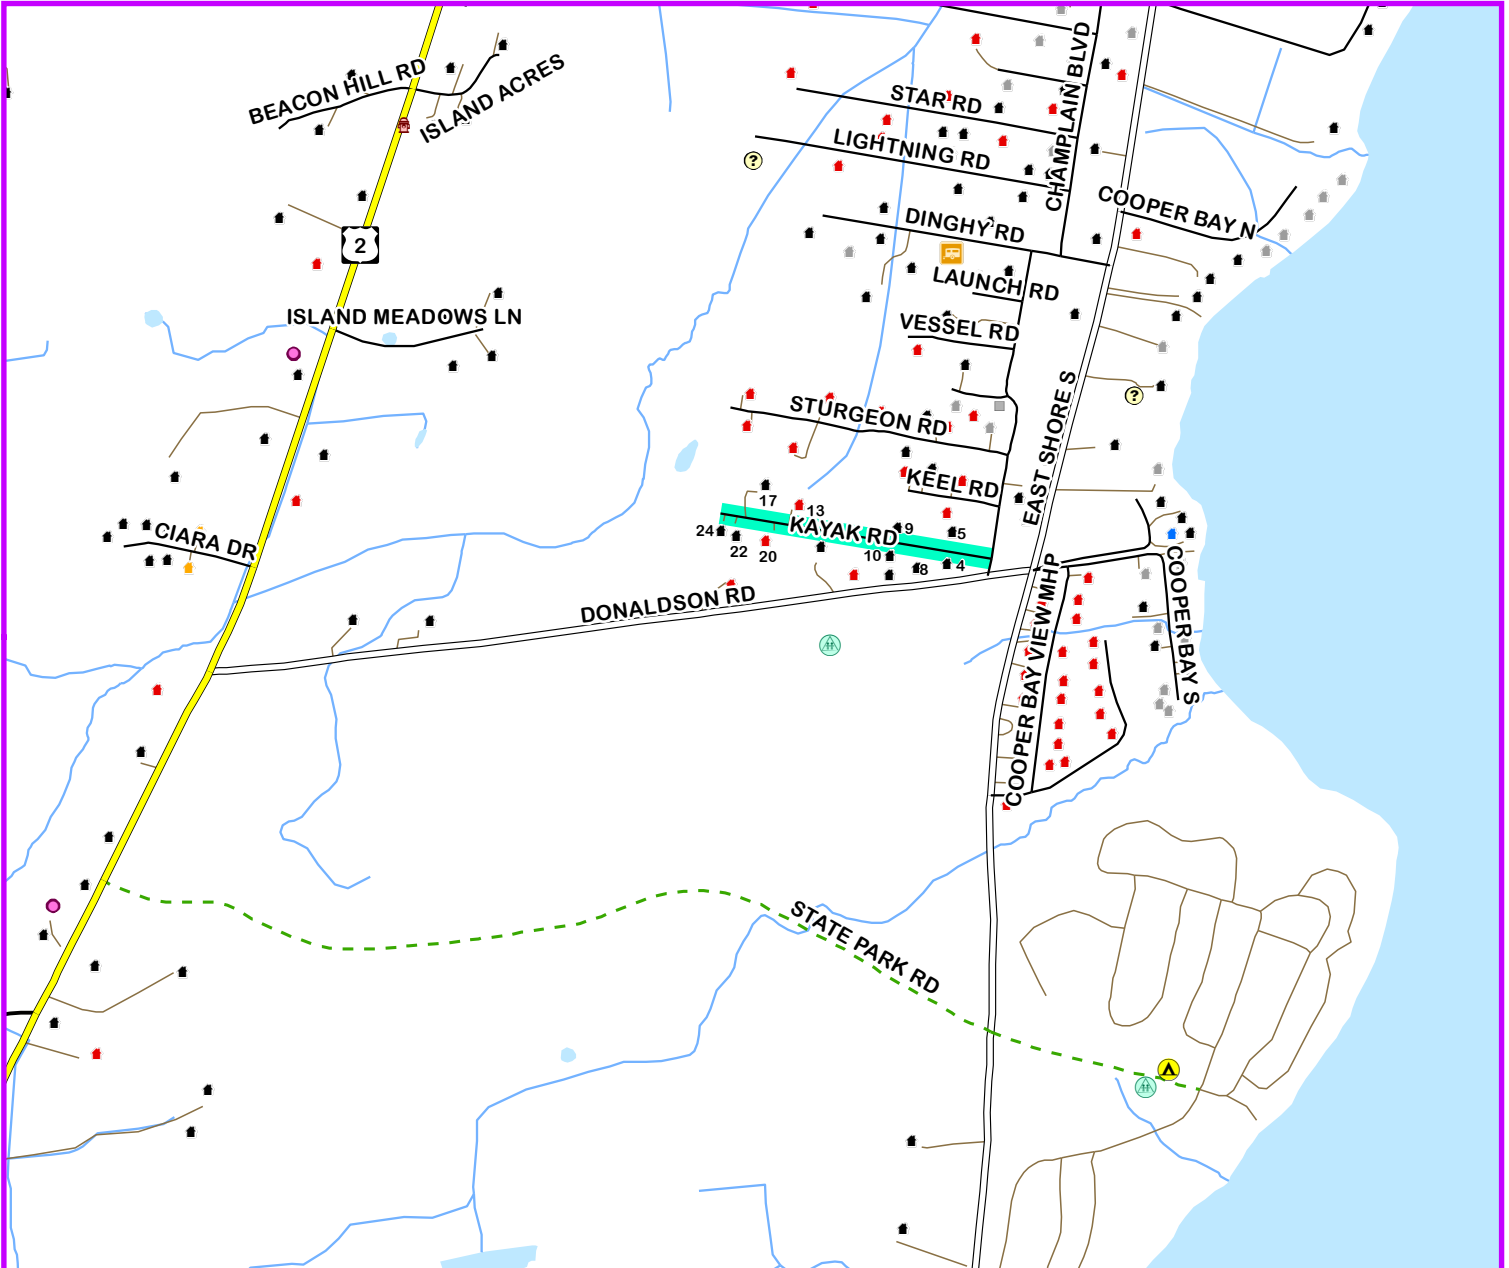 BEACON HILL RD
ISLAND ACRES
STAR RD
CHAMPLAIN BLVD
LIGHTNING RD
?
COOPER BAY N
DINGHY RD
2
LAUNCH RD
ISLAND MEADOWS LN
VESSEL RD
?
STURGEON RD
EAST SHORE S
KEEL RD
17
13
KAYAK RD
9
5
24
22
20
10
8
4
CIARA DR
COOPER BAY VIEW MHP
COOPER BAY S
DONALDSON RD
STATE PARK RD